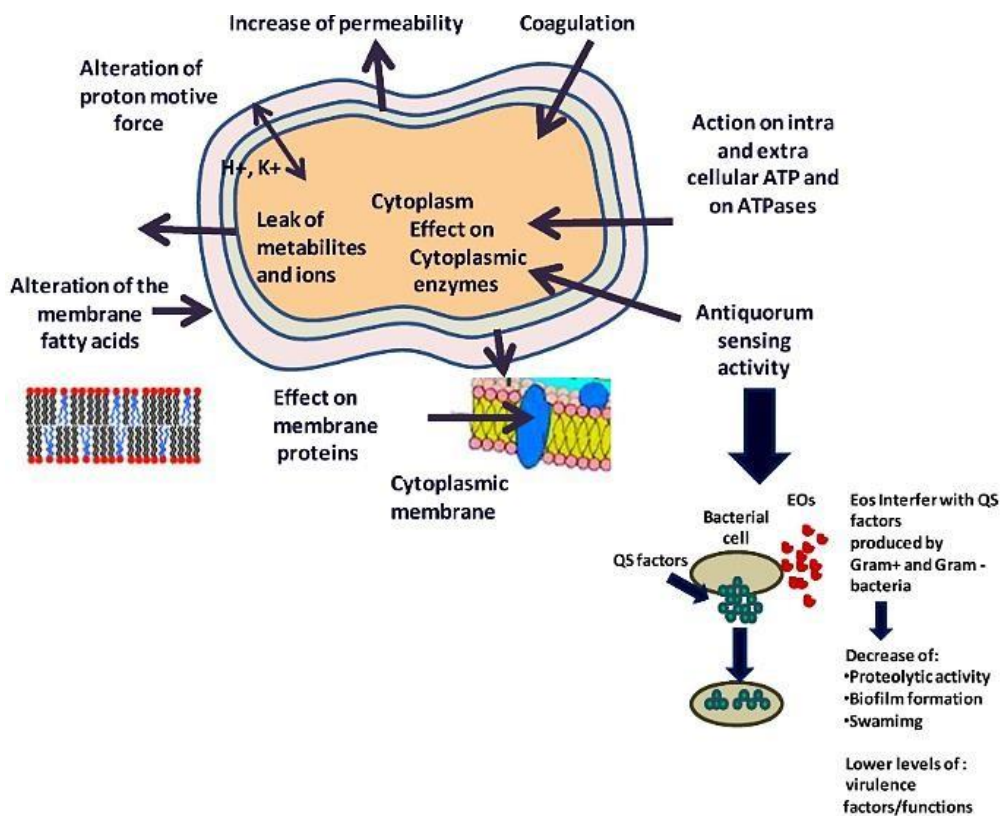 Increase of permeability
Coagulation
Alteration of
proton motive
force
H+, K+
Action on intra
and extra
cellular ATP and
on ATPases
Cytoplasm
Effect on
Cytoplasmic
enzymes
Leak of
metabilites
and ions
Alteration of the
membrane
fatty acids
Antiquorum
sensing
activity
Effect on
membrane
proteins
Cytoplasmic
membrane
EOs
Bacterial
cell
QS factors
Eos Interfer with QS
factors
produced by
Gram+ and Gram -
bacteria
Decrease of:
•Proteolytic activity
•Biofilm formation
•Swamimg
Lower levels of :
virulence
factors/functions